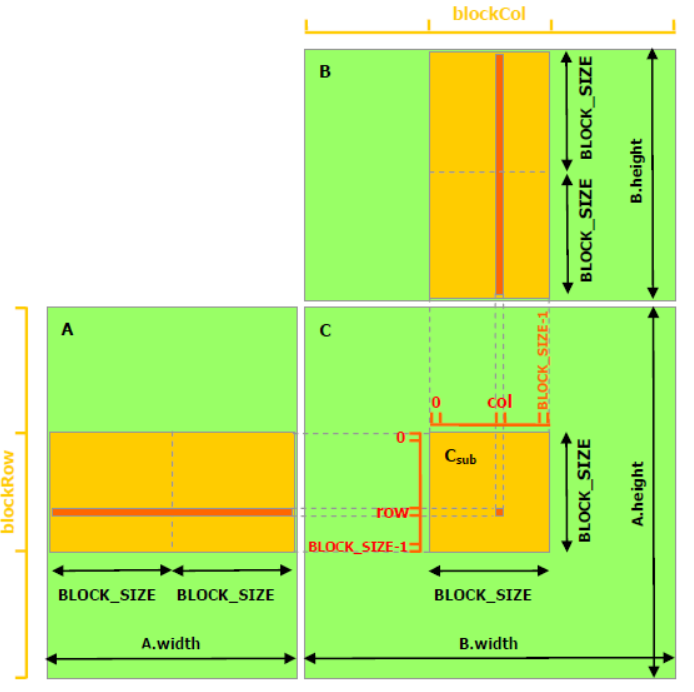 blockCol
B
BLOCK_SIZE
BLOCK_SIZE
B.height
A
C
BLOCK_SIZE-1
0
col
blockRow
0
Csub
row
BLOCK_SIZE-1
BLOCK_SIZE
A.height
BLOCK_SIZE
BLOCK_SIZE
BLOCK_SIZE
A.width
B.width